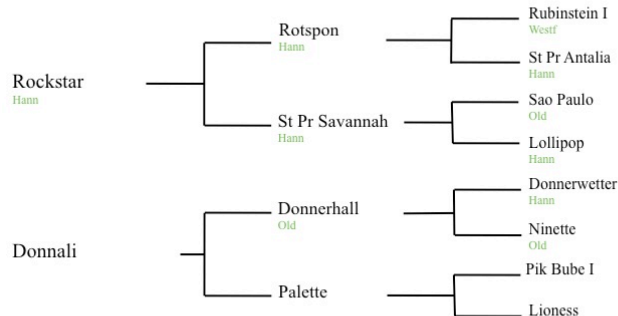 Rubinstein I
Westf
Rotspon
Hann
St Pr Antalia
Hann
Rockstar
Hann
Sao Paulo
Old
St Pr Savannah
Hann
Lollipop
Hann
Donnerwetter
Hann
Donnerhall
Old
Ninette
Old
Donnali
Pik Bube I
Palette
Lioness